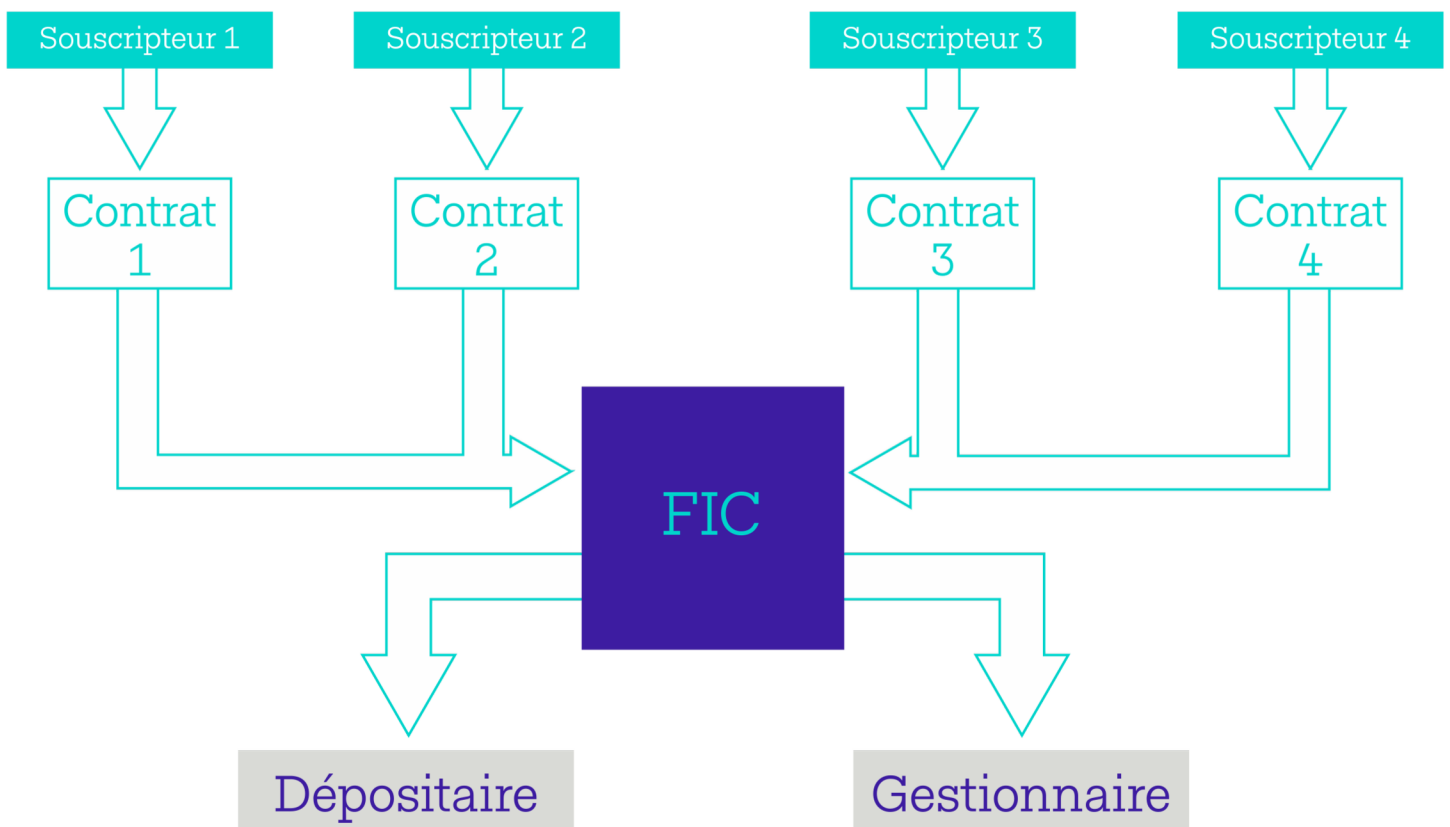 Souscripteur 1
Souscripteur 2
Souscripteur 3
Souscripteur 4
Contrat
1
Contrat
2
Contrat
3
Contrat
4
FIC
Dépositaire
Gestionnaire